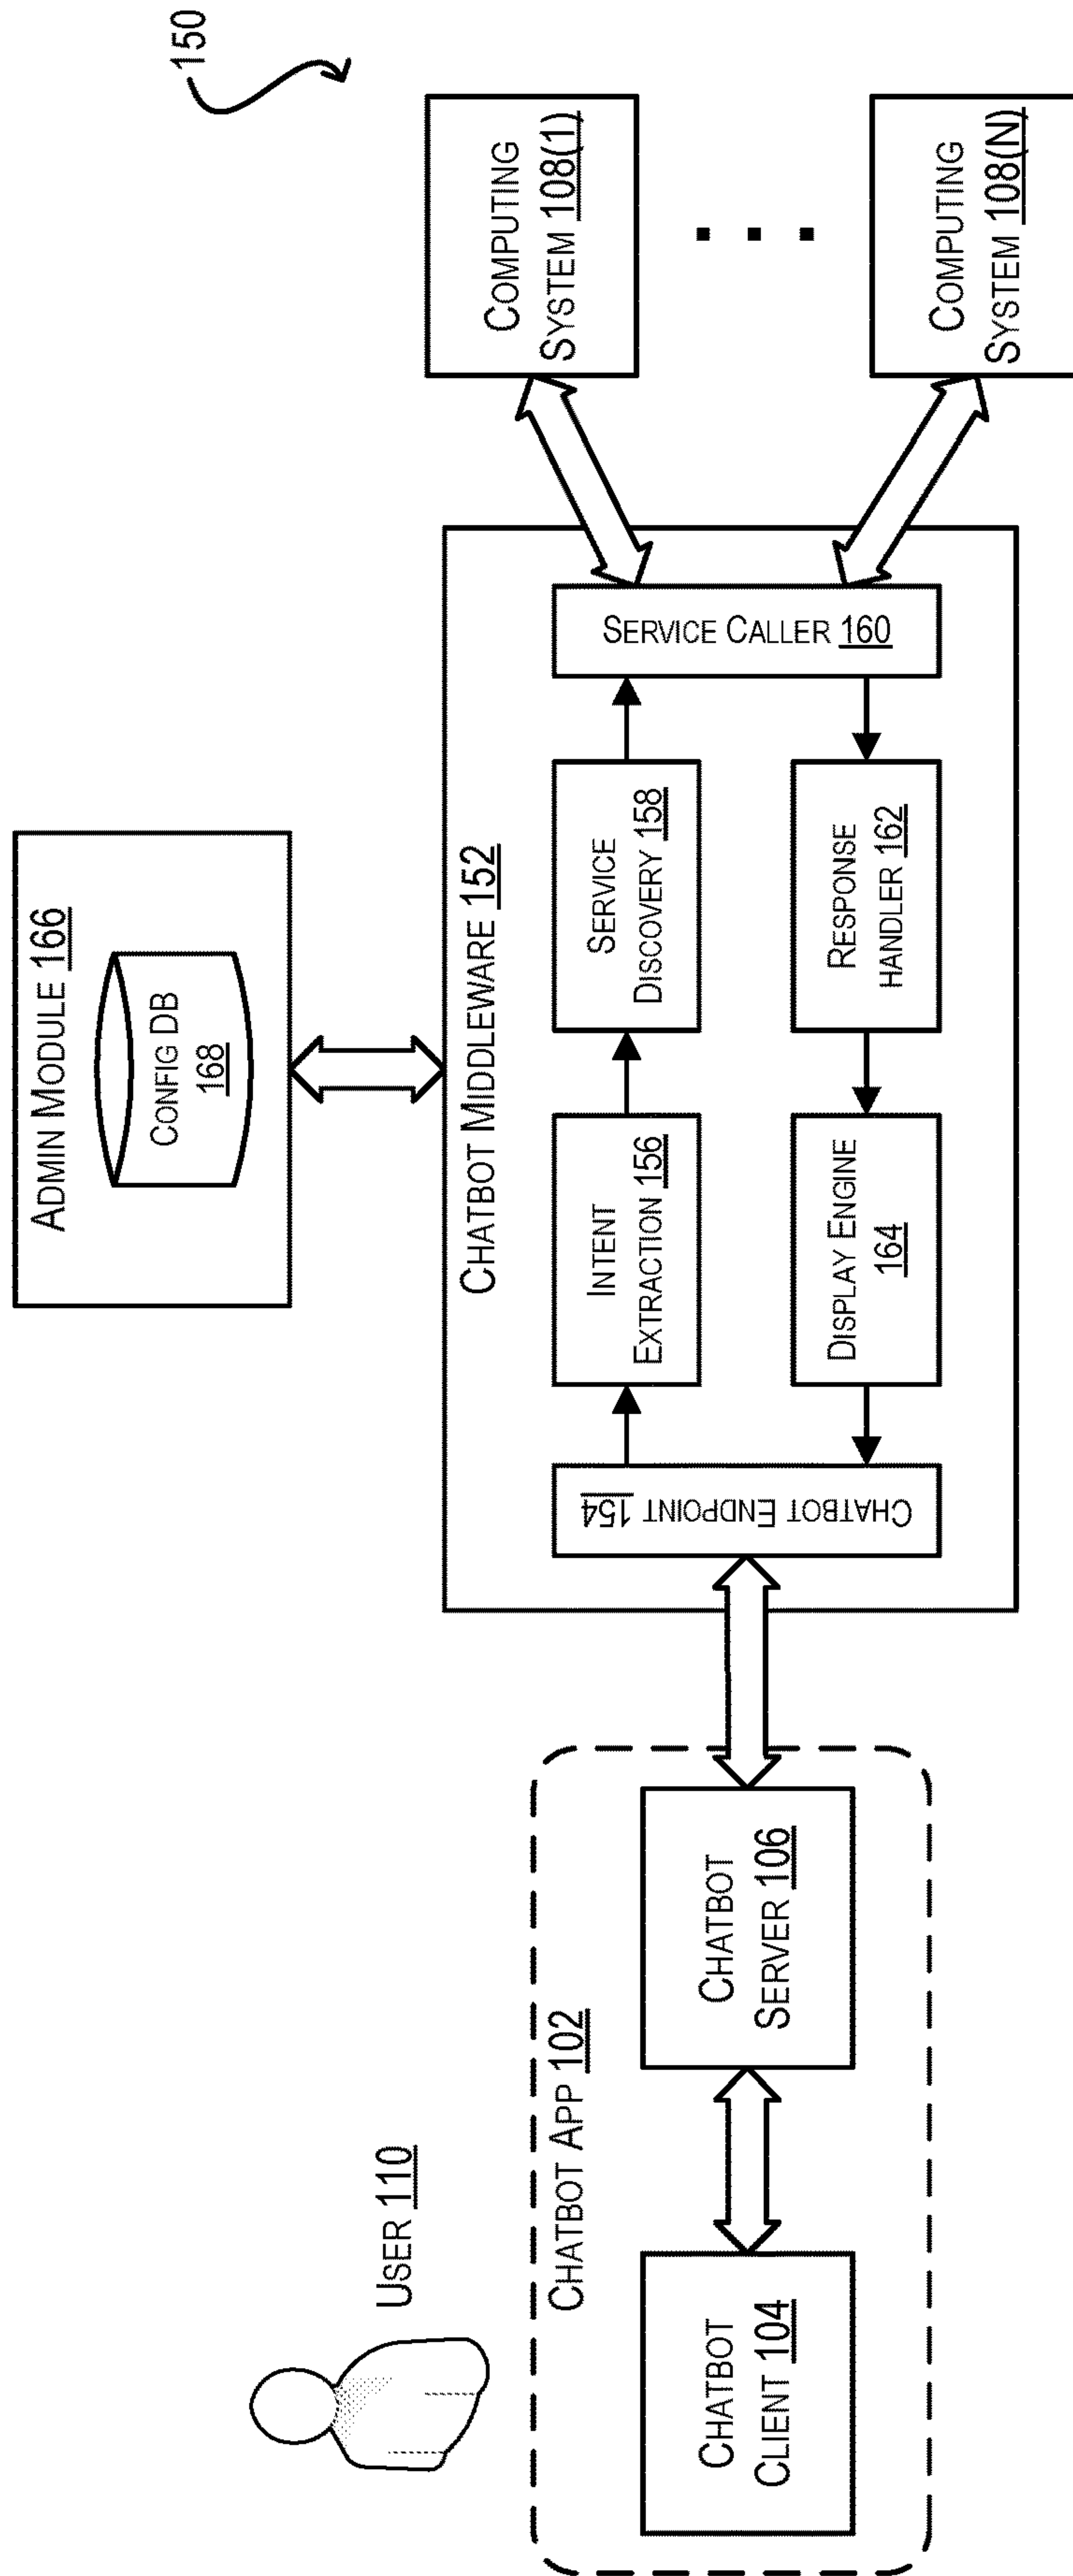 150
ADMIN MODULE 166
CONFIG DB
168
CHATBOT MIDDLEWARE 152
USER 110
CHATBOT APP 102
CHATBOT
CLIENT 104
CHATBOT
SERVER 106
CHATBOT ENDPOINT 154
INTENT
EXTRACTION 156
SERVICE
DISCOVERY 158
SERVICE CALLER 160
DISPLAY ENGINE
164
RESPONSE
HANDLER 162
COMPUTING
SYSTEM 108(1)
COMPUTING
SYSTEM 108(N)